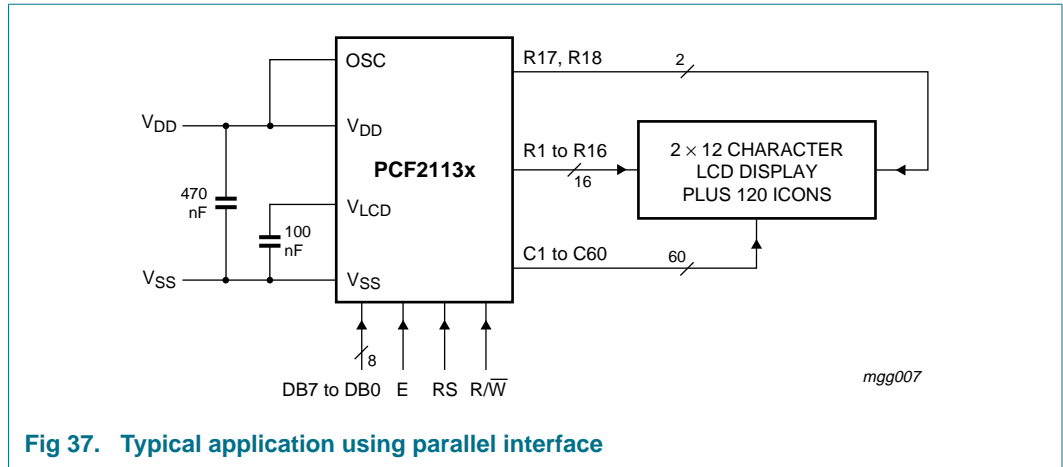 OSC
R17, R18
2
VDD
VDD
PCF2113x
R1 to R16
16
2 × 12 CHARACTER
LCD DISPLAY
PLUS 120 ICONS
470
nF
VLCD
100
nF
C1 to C60
60
VSS
VSS
8
DB7 to DB0 E RS R/W̅
mgg007
Fig 37. Typical application using parallel interface